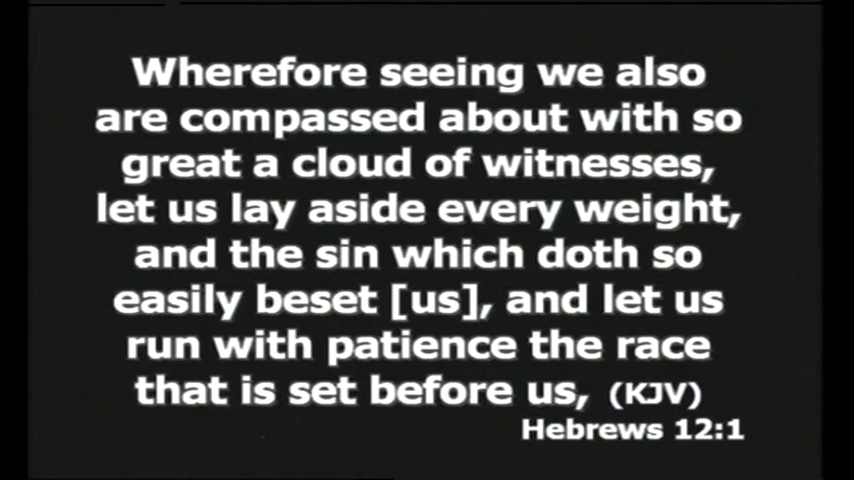 Wherefore seeing we also
are compassed about with so
great a cloud of witnesses,
let us lay aside every weight,
and the sin which doth so
easily beset [us], and let us
run with patience the race
that is set before us, (KJV)
Hebrews 12:1